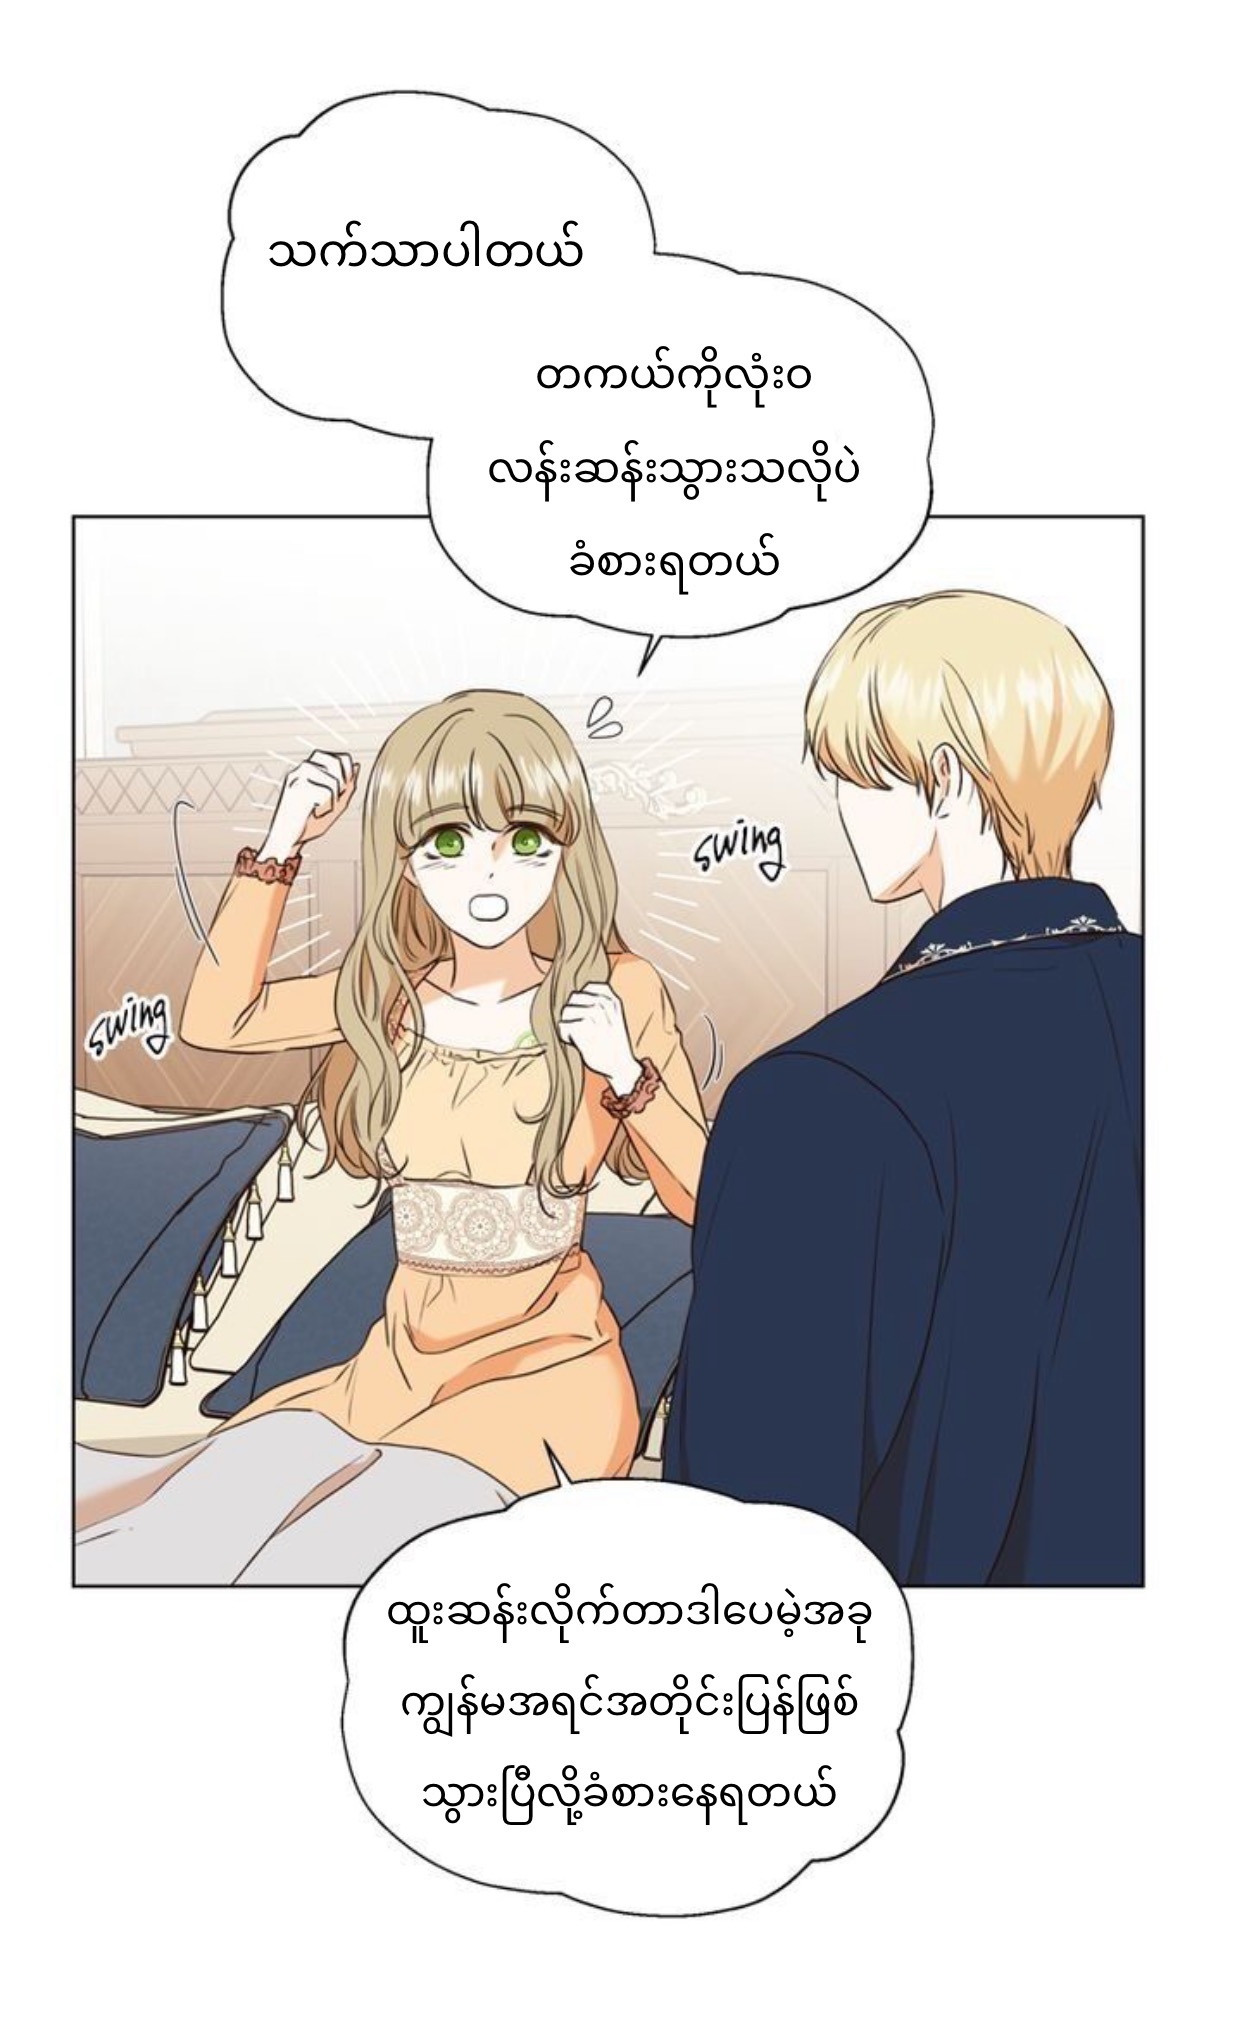 သက်သာပါတယ်
တကယ်ကိုလုံးဝ
လန်းဆန်းသွားသလိုပဲ
ခံစားရတယ်
swing
swing
ထူးဆန်းလိုက်တာဒါပေမဲ့အခု
ကျွန်မအရင်အတိုင်းပြန်ဖြစ်
သွားပြီလို့ခံစားနေရတယ်